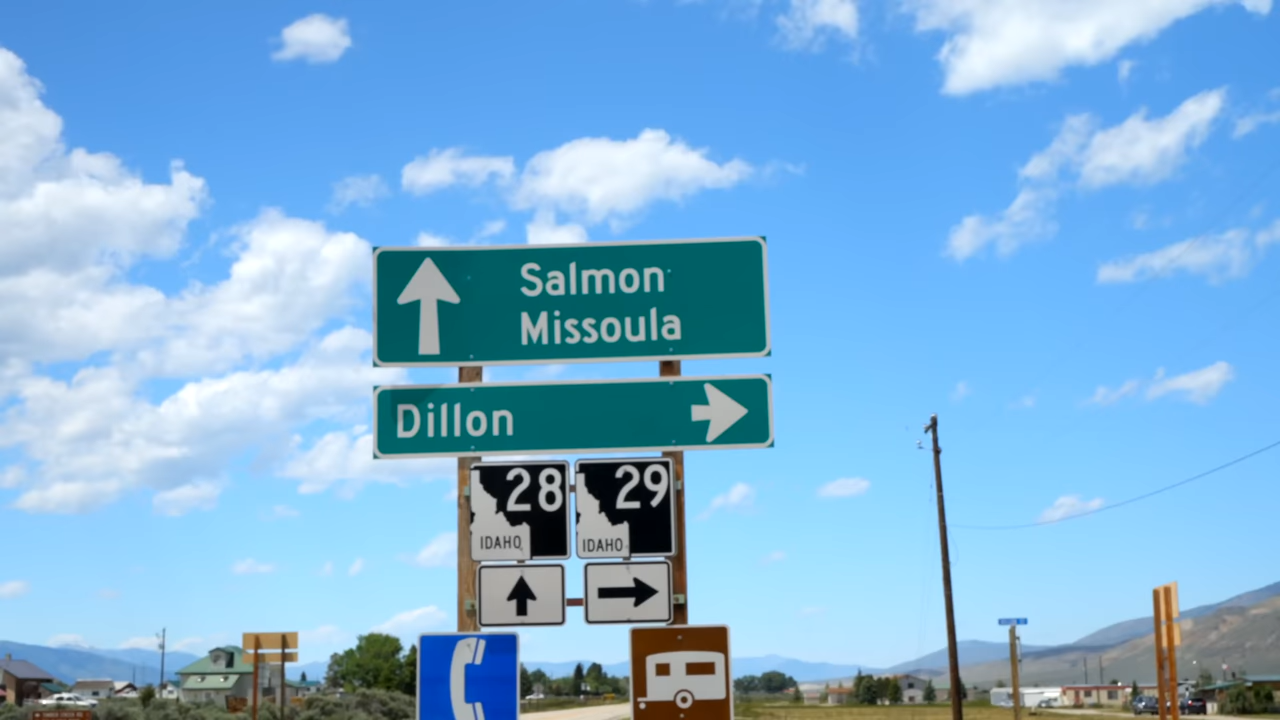 Salmon
Missoula
Dillon
28
29
IDAHO
IDAHO